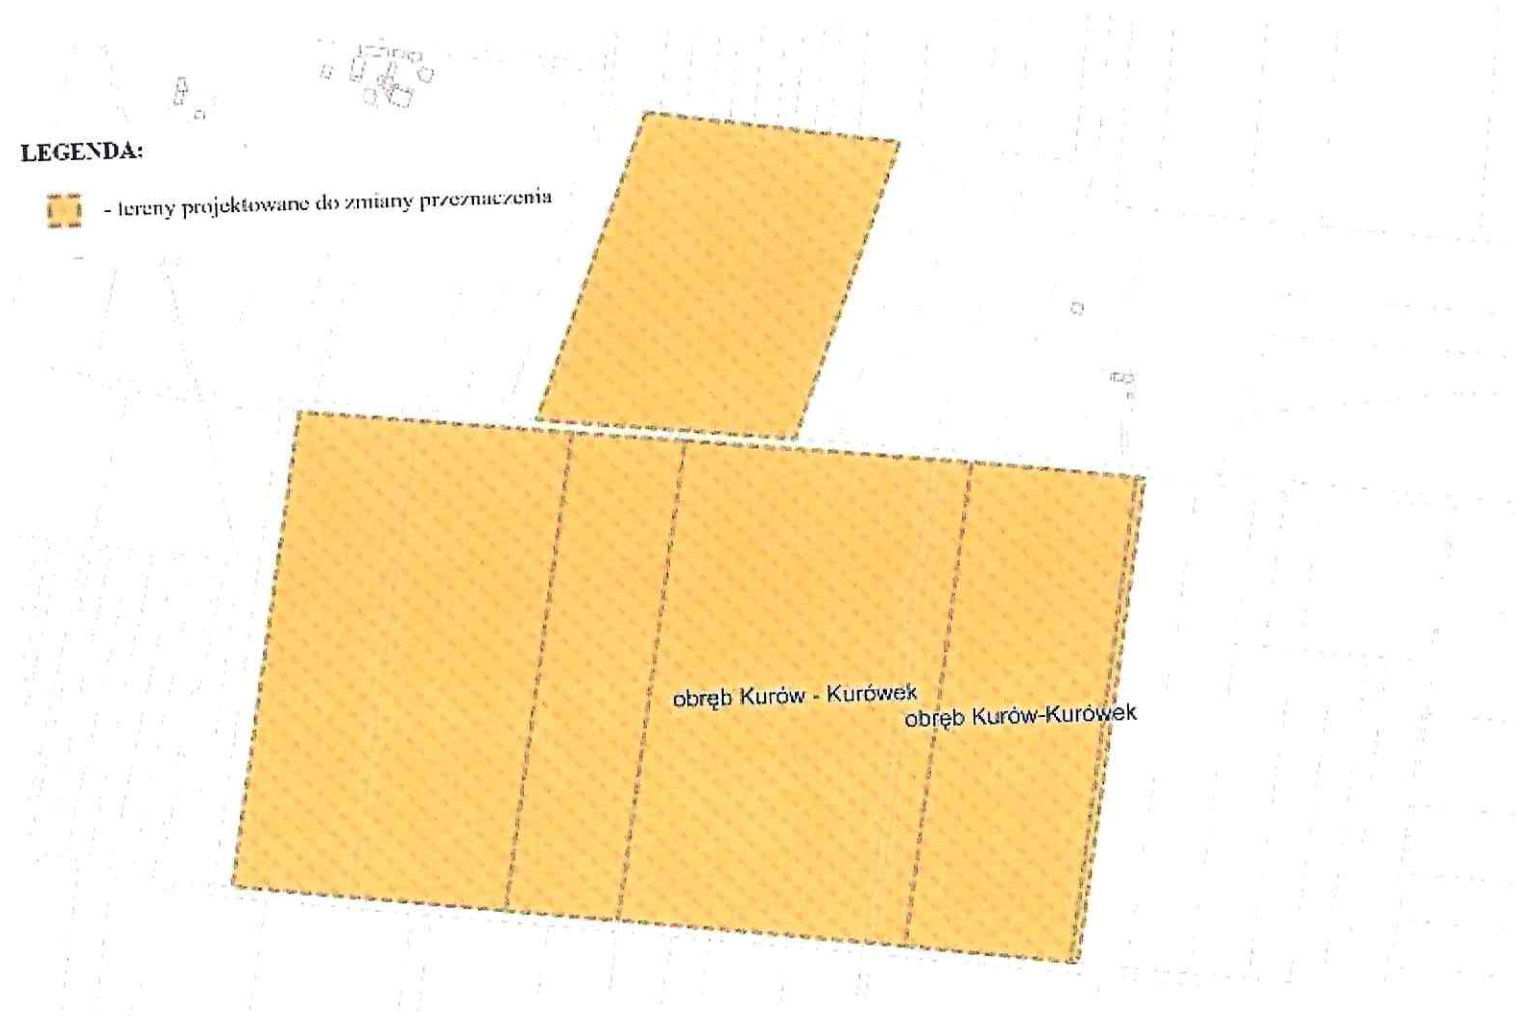 LEGENDA:
- tereny projektowane do zmiany przeznaczenia
obręb Kurów - Kurówek
obręb Kurów-Kurówek